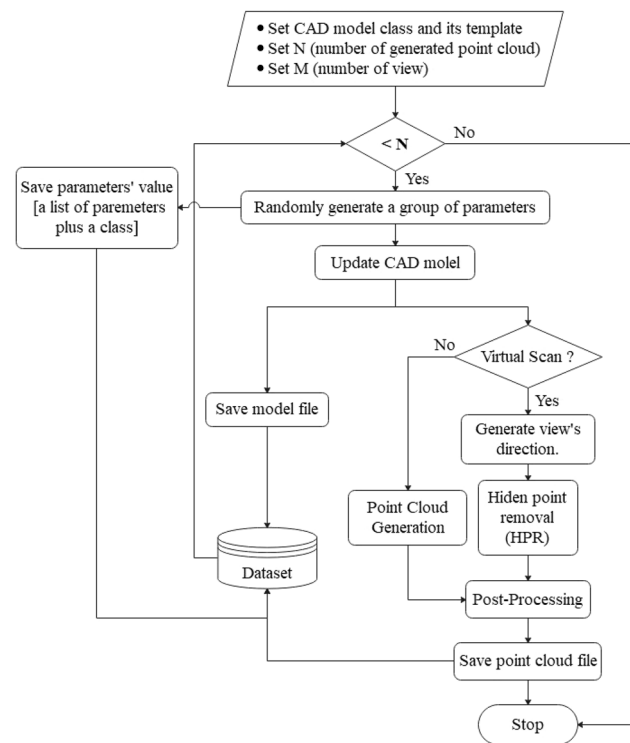 ● Set CAD model class and its template
● Set N (number of generated point cloud)
● Set M (number of view)
< N
No
Yes
Save parameters' value
[a list of paremeters
plus a class]
Randomly generate a group of parameters
Update CAD molel
No
Virtual Scan ?
Yes
Save model file
Generate view's
direction.
Point Cloud
Generation
Hiden point
removal
(HPR)
Dataset
Post-Processing
Save point cloud file
Stop